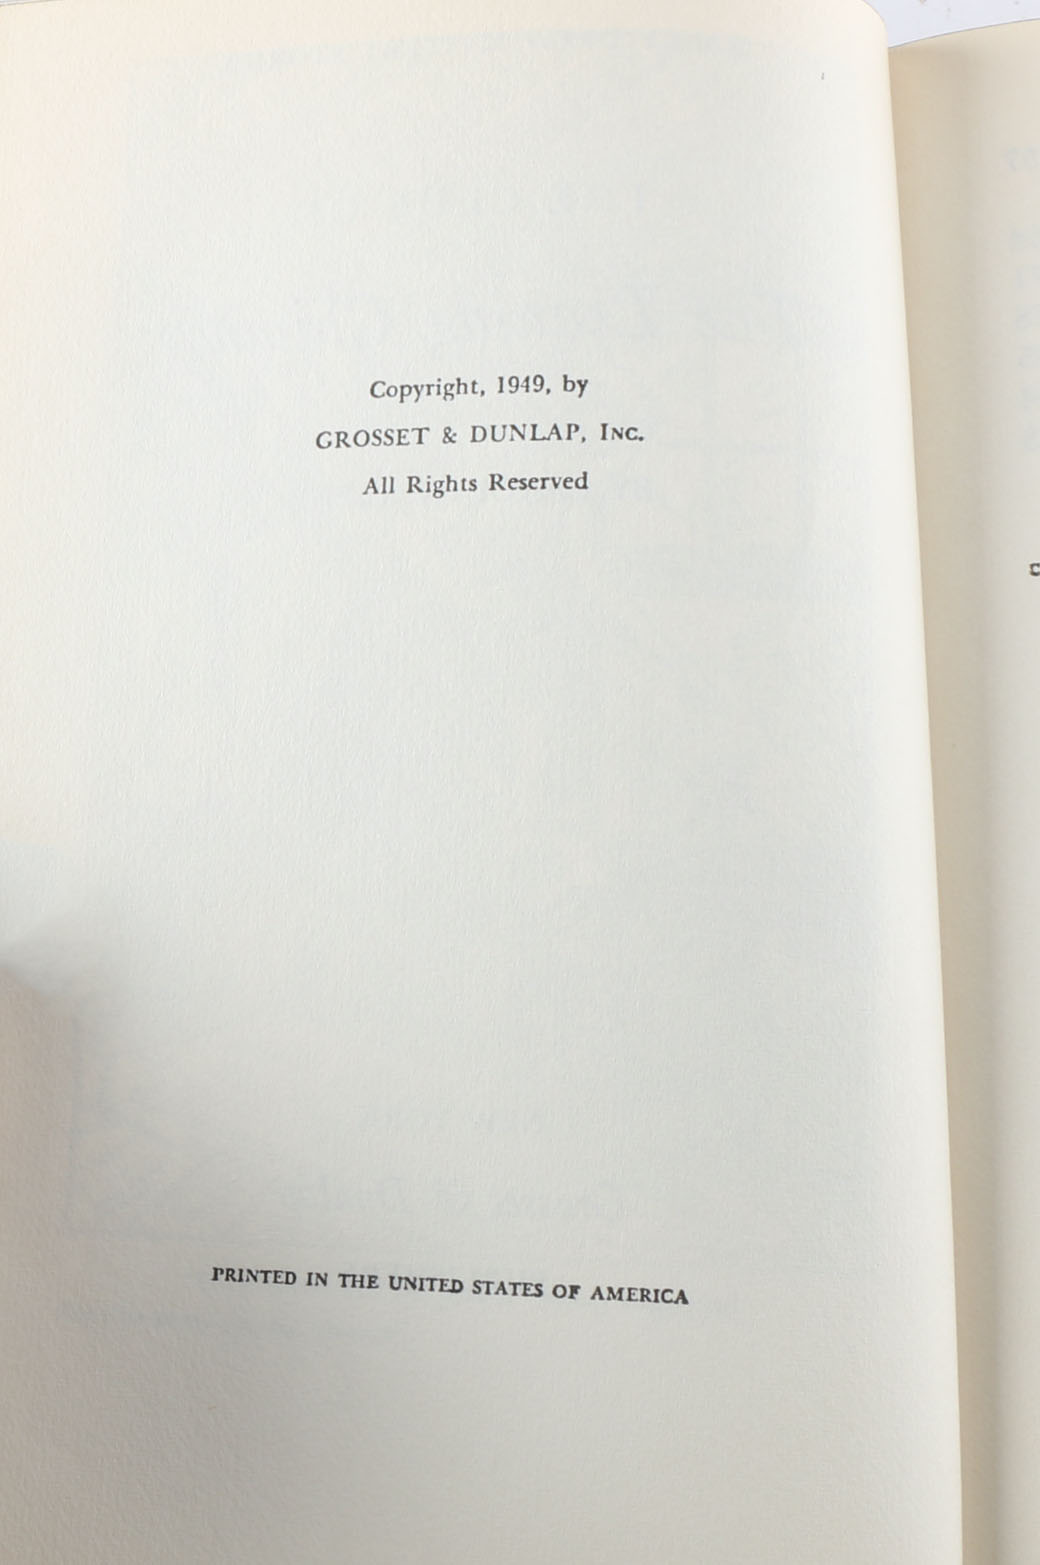 Copyright, 1949, by
GROSSET & DUNLAP, INC.
All Rights Reserved
PRINTED IN THE UNITED STATES OF AMERICA